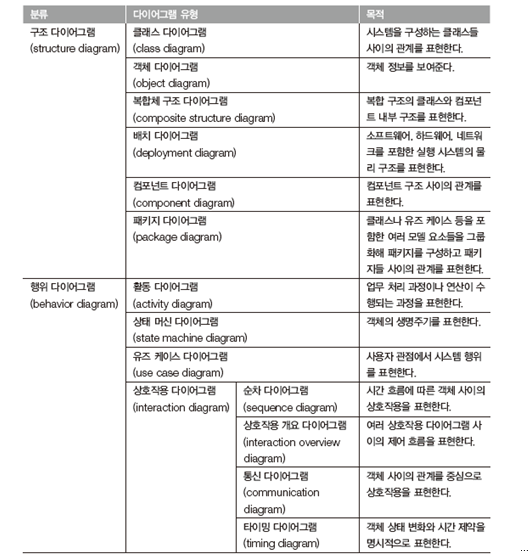 분류 다이어그램 유형 목적
구조 다이어그램
(structure diagram)
클래스 다이어그램
(class diagram)
시스템을 구성하는 클래스들
사이의 관계를 표현한다.
객체 다이어그램
(object diagram)
객체 정보를 보여준다.
복합체 구조 다이어그램
(composite structure diagram)
복합 구조의 클래스와 컴포넌
트 내부 구조를 표현한다.
배치 다이어그램
(deployment diagram)
소프트웨어, 하드웨어, 네트워
크를 포함한 실행 시스템의 물
리 구조를 표현한다.
컴포넌트 다이어그램
(component diagram)
컴포넌트 구조 사이의 관계를
표현한다.
패키지 다이어그램
(package diagram)
클래스나 유즈 케이스 등을 포
함한 여러 모델 요소들을 그룹
화해 패키지를 구성하고 패키
지들 사이의 관계를 표현한다.
행위 다이어그램
(behavior diagram)
활동 다이어그램
(activity diagram)
업무 처리 과정이나 연산이 수
행되는 과정을 표현한다.
상태 머신 다이어그램
(state machine diagram)
객체의 생명주기를 표현한다.
유즈 케이스 다이어그램
(use case diagram)
사용자 관점에서 시스템 행위
를 표현한다.
상호작용 다이어그램
(interaction diagram)
순차 다이어그램
(sequence diagram)
시간 흐름에 따른 객체 사이의
상호작용을 표현한다.
상호작용 개요 다이어그램
(interaction overview
diagram)
여러 상호작용 다이어그램 사
이의 제어 흐름을 표현한다.
통신 다이어그램
(communication
diagram)
객체 사이의 관계를 중심으로
상호작용을 표현한다.
타이밍 다이어그램
(timing diagram)
객체 상태 변화와 시간 제약을
명시적으로 표현한다.
...